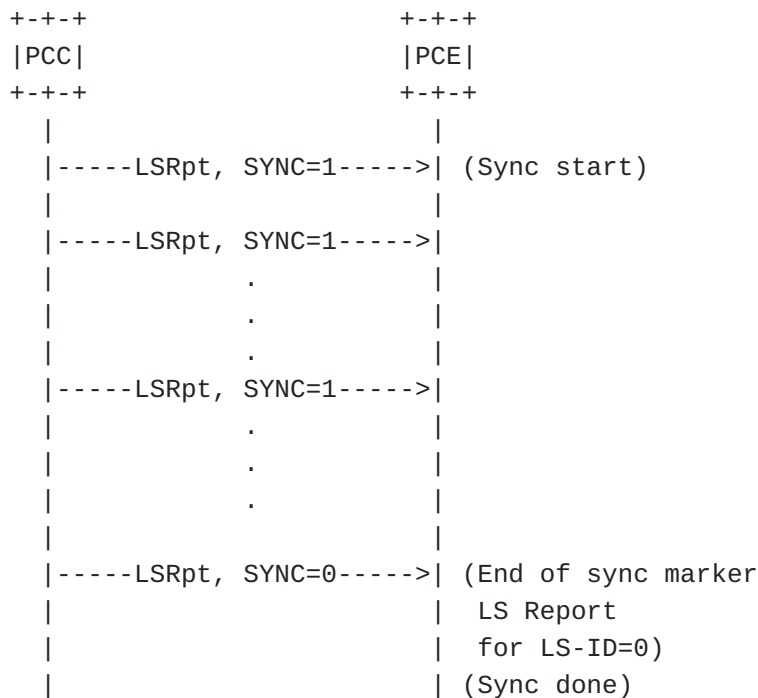 +-+-+                    +-+-+
|PCC|                    |PCE|
+-+-+                    +-+-+
  |                        |
  |-----LSRpt, SYNC=1----->| (Sync start)
  |                        |
  |-----LSRpt, SYNC=1----->|
  |            .           |
  |            .           |
  |            .           |
  |-----LSRpt, SYNC=1----->|
  |            .           |
  |            .           |
  |            .           |
  |                        |
  |-----LSRpt, SYNC=0----->| (End of sync marker
  |                        |  LS Report
  |                        |  for LS-ID=0)
  |                        | (Sync done)